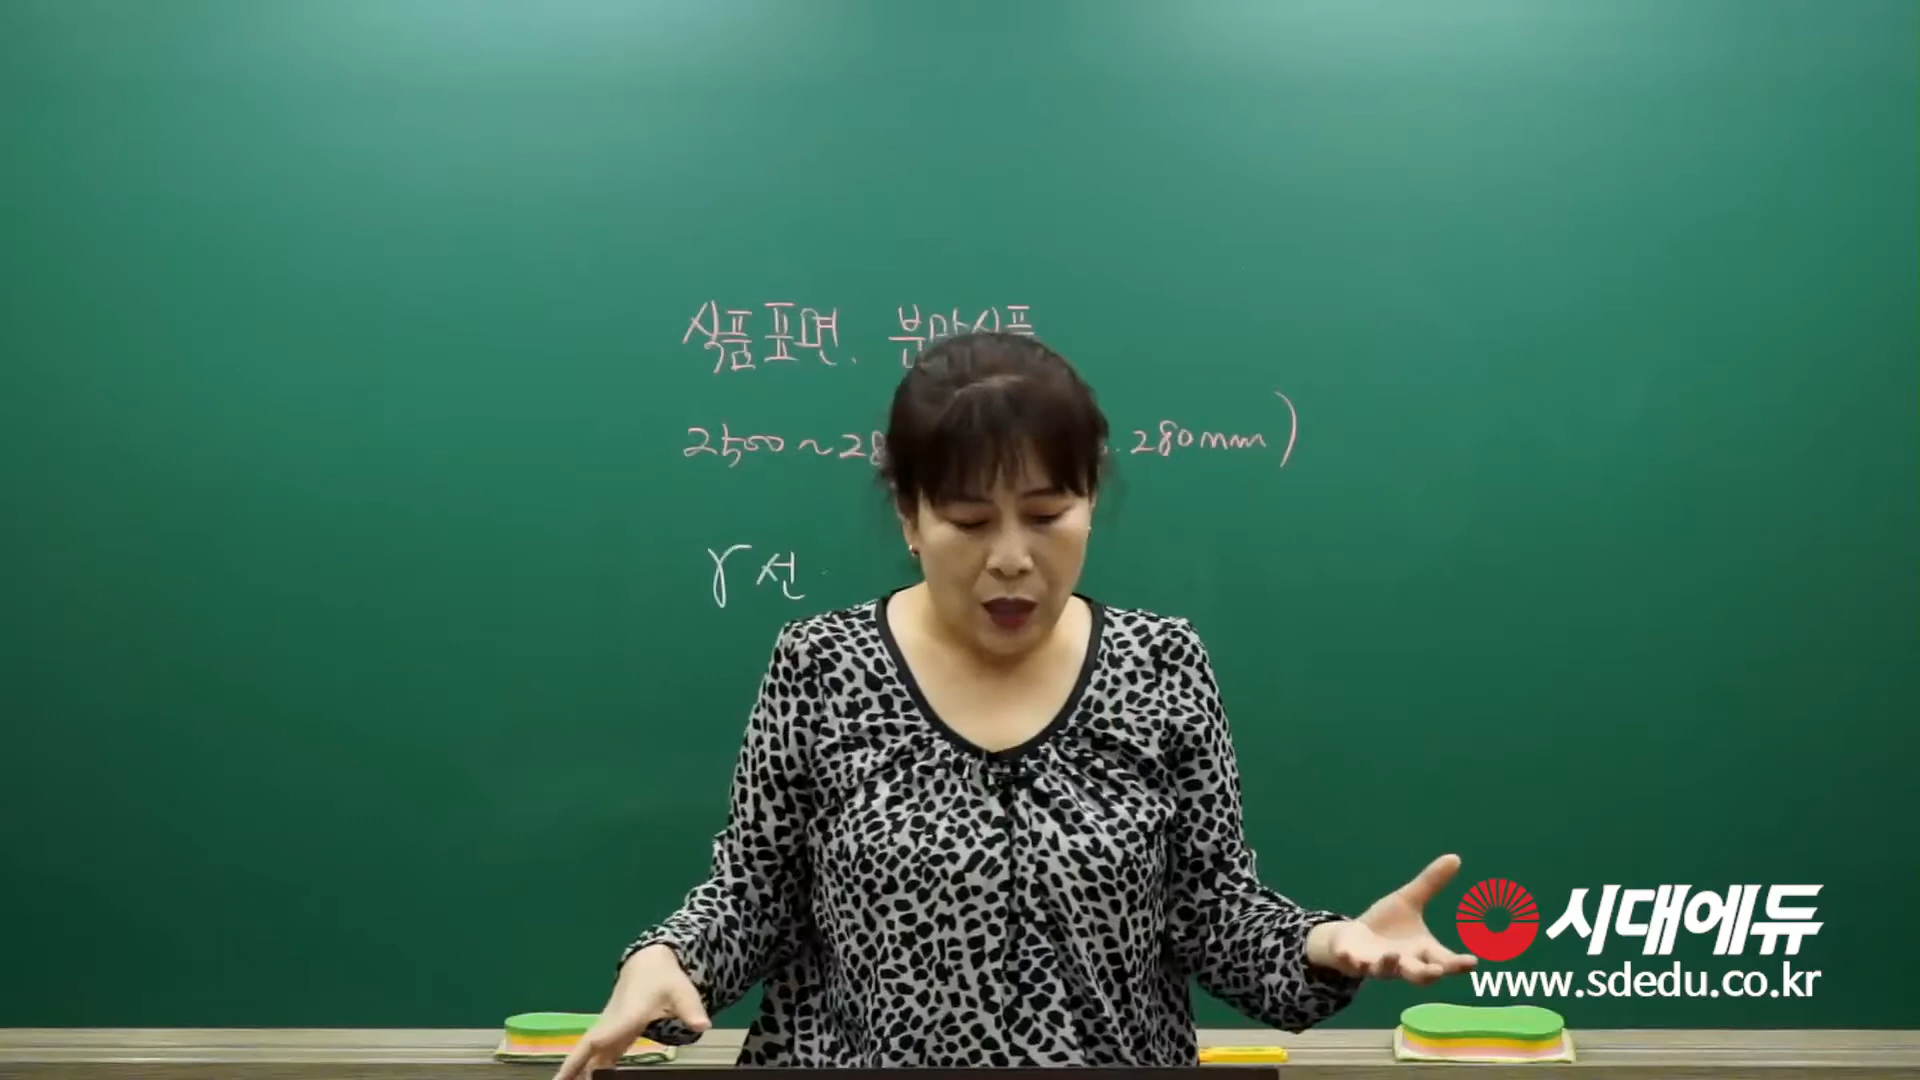 식품표면. 분말식품
2500~28 . 280nm)
γ선
시대에듀
www.sdedu.co.kr